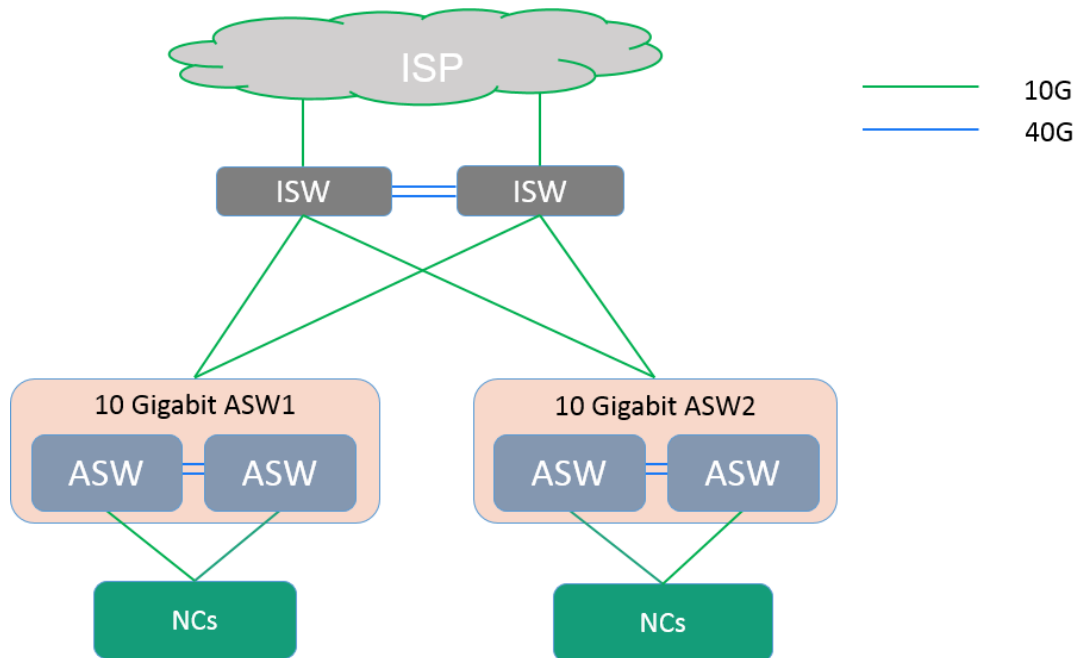 ISP
10G
40G
ISW
ISW
10 Gigabit ASW1
10 Gigabit ASW2
ASW
ASW
ASW
ASW
NCs
NCs